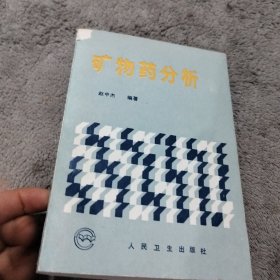 矿物药分析
赵中杰 编著
人民卫生出版社